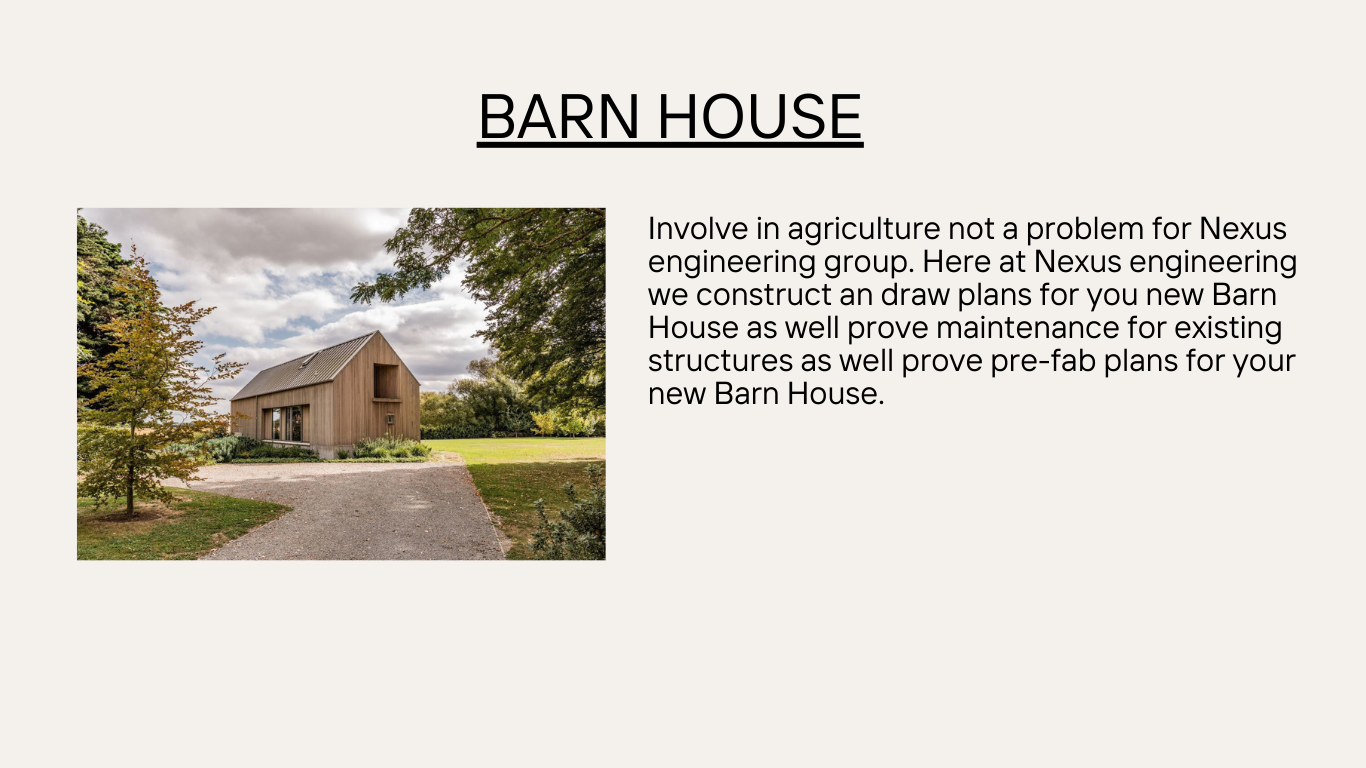 BARN HOUSE
Involve in agriculture not a problem for Nexus
engineering group. Here at Nexus engineering
we construct an draw plans for you new Barn
House as well prove maintenance for existing
structures as well prove pre-fab plans for your
new Barn House.